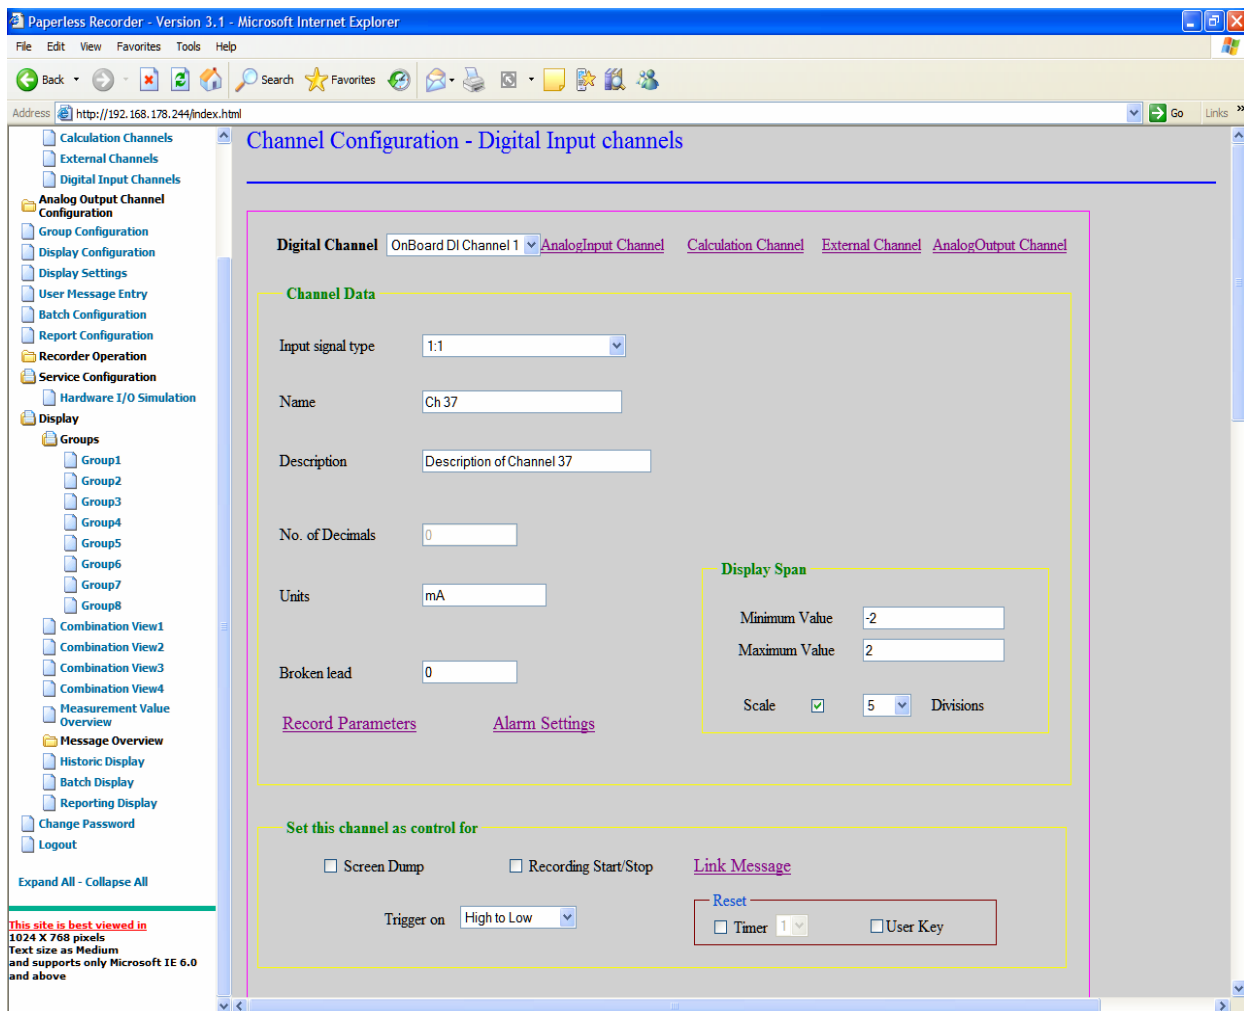 Paperless Recorder - Version 3.1 - Microsoft Internet Explorer
File Edit View Favorites Tools Help
Back Search Favorites
Address http://192.168.178.244/index.html Go Links »
Calculation Channels
External Channels
Digital Input Channels
Analog Output Channel
Configuration
Group Configuration
Display Configuration
Display Settings
User Message Entry
Batch Configuration
Report Configuration
Recorder Operation
Service Configuration
Hardware I/O Simulation
Display
Groups
Group1
Group2
Group3
Group4
Group5
Group6
Group7
Group8
Combination View1
Combination View2
Combination View3
Combination View4
Measurement Value
Overview
Message Overview
Historic Display
Batch Display
Reporting Display
Change Password
Logout
Expand All - Collapse All
This site is best viewed in
1024 X 768 pixels
Text size as Medium
and supports only Microsoft IE 6.0
and above
Channel Configuration - Digital Input channels
Digital Channel OnBoard DI Channel 1 AnalogInput Channel Calculation Channel External Channel AnalogOutput Channel
Channel Data
Input signal type 1:1
Name Ch 37
Description Description of Channel 37
No. of Decimals 0
Units mA
Broken lead 0
Record Parameters Alarm Settings
Display Span
Minimum Value -2
Maximum Value 2
Scale 5 Divisions
Set this channel as control for
Screen Dump Recording Start/Stop Link Message
Trigger on High to Low
Reset
Timer 1 User Key